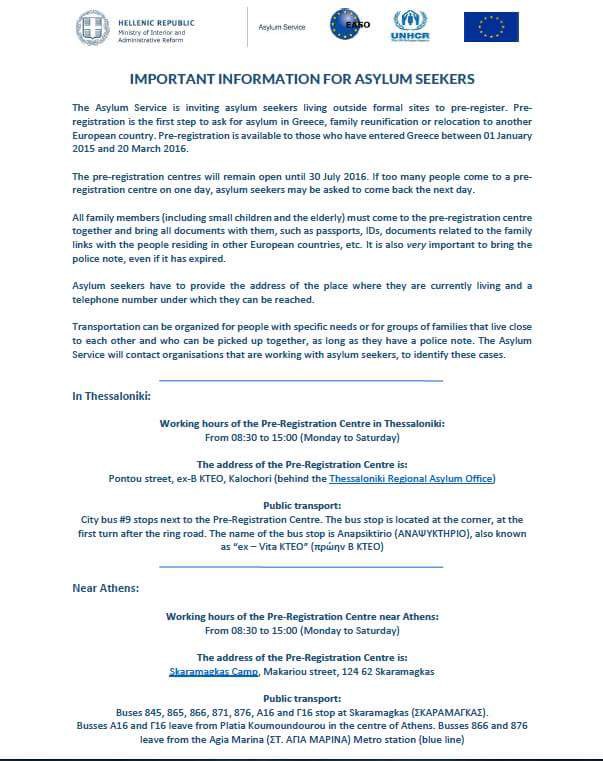 HELLENIC REPUBLIC
Ministry of Interior and
Administrative Reform
Asylum Service
EASO
UNHCR
IMPORTANT INFORMATION FOR ASYLUM SEEKERS
The Asylum Service is inviting asylum seekers living outside formal sites to pre-register. Pre-
registration is the first step to ask for asylum in Greece, family reunification or relocation to another
European country. Pre-registration is available to those who have entered Greece between 01 January
2015 and 20 March 2016.
The pre-registration centres will remain open until 30 July 2016. If too many people come to a pre-
registration centre on one day, asylum seekers may be asked to come back the next day.
All family members (including small children and the elderly) must come to the pre-registration centre
together and bring all documents with them, such as passports, IDs, documents related to the family
links with the people residing in other European countries, etc. It is also very important to bring the
police note, even if it has expired.
Asylum seekers have to provide the address of the place where they are currently living and a
telephone number under which they can be reached.
Transportation can be organized for people with specific needs or for groups of families that live close
to each other and who can be picked up together, as long as they have a police note. The Asylum
Service will contact organisations that are working with asylum seekers, to identify these cases.
In Thessaloniki:
Working hours of the Pre-Registration Centre in Thessaloniki:
From 08:30 to 15:00 (Monday to Saturday)
The address of the Pre-Registration Centre is:
Pontou street, ex-B KTEO, Kalochori (behind the Thessaloniki Regional Asylum Office)
Public transport:
City bus #9 stops next to the Pre-Registration Centre. The bus stop is located at the corner, at the
first turn after the ring road. The name of the bus stop is Anapsiktirio (ΑΝΑΨΥΚΤΗΡΙΟ), also known
as "ex – Vita KTEO" (πρώην Β ΚΤΕΟ)
Near Athens:
Working hours of the Pre-Registration Centre near Athens:
From 08:30 to 15:00 (Monday to Saturday)
The address of the Pre-Registration Centre is:
Skaramagkas Camp, Makariou street, 124 62 Skaramagkas
Public transport:
Buses 845, 865, 866, 871, 876, A16 and Γ16 stop at Skaramagkas (ΣΚΑΡΑΜΑΓΚΑΣ).
Busses A16 and Γ16 leave from Platia Koumoundourou in the centre of Athens. Busses 866 and 876
leave from the Agia Marina (ΣΤ. ΑΓΙΑ ΜΑΡΙΝΑ) Metro station (blue line)